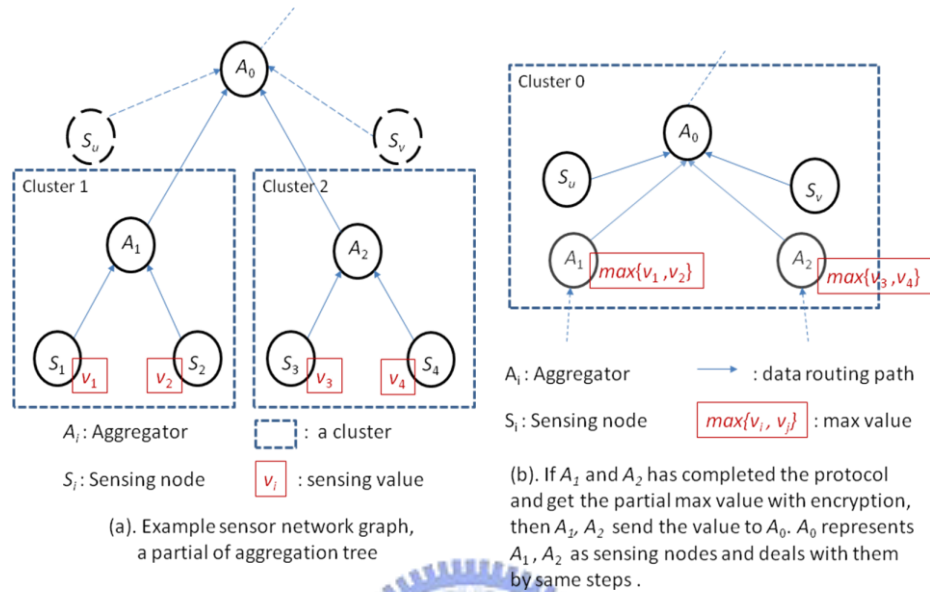 A0
Su
Sv
Cluster 1
Cluster 2
A1
A2
S1
v1
v2
S2
S3
v3
v4
S4
Ai : Aggregator
: a cluster
Si : Sensing node
vi : sensing value
(a). Example sensor network graph,
a partial of aggregation tree
Cluster 0
A0
Su
Sv
A1
max{v1 ,v2}
A2
max{v3 ,v4}
Ai : Aggregator
: data routing path
Si : Sensing node
max{vi , vj} : max value
(b). If A1 and A2 has completed the protocol
and get the partial max value with encryption,
then A1, A2 send the value to A0. A0 represents
A1 , A2 as sensing nodes and deals with them
by same steps .